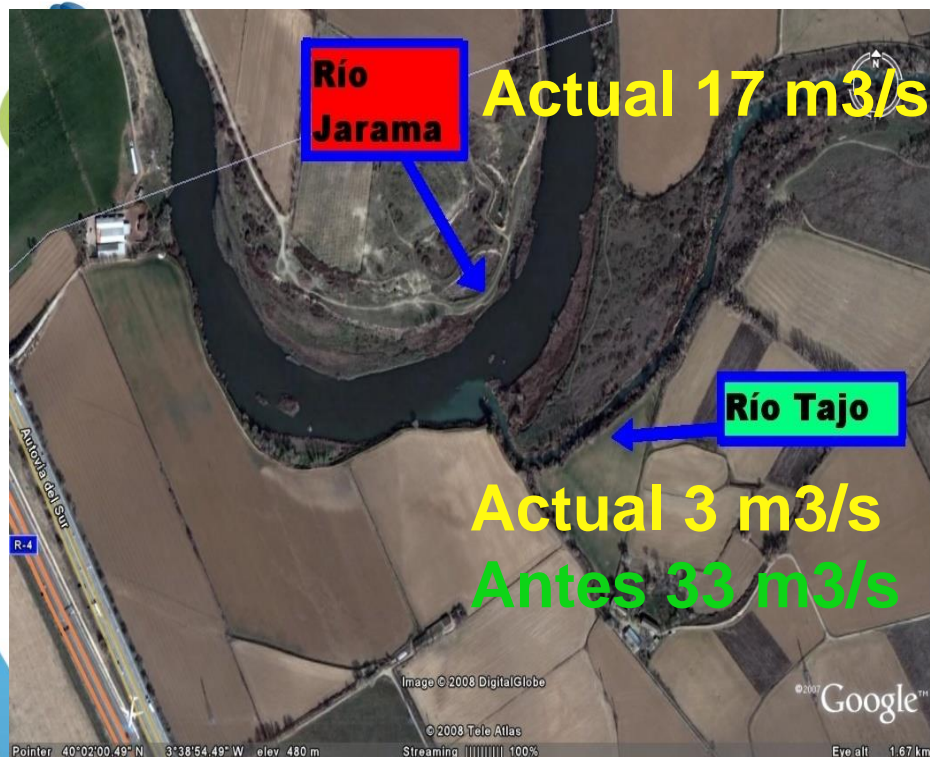 Río
Jarama
Actual 17 m3/s
N
Río Tajo
Autovía del Sur
Actual 3 m3/s
R-4
Antes 33 m3/s
Image © 2008 DigitalGlobe
©2007 Google™
© 2008 Tele Atlas
Pointer 40°02'00.49" N 3°38'54.49" W elev 480 m Streaming ||||||||| 100% Eye alt 1.67 km